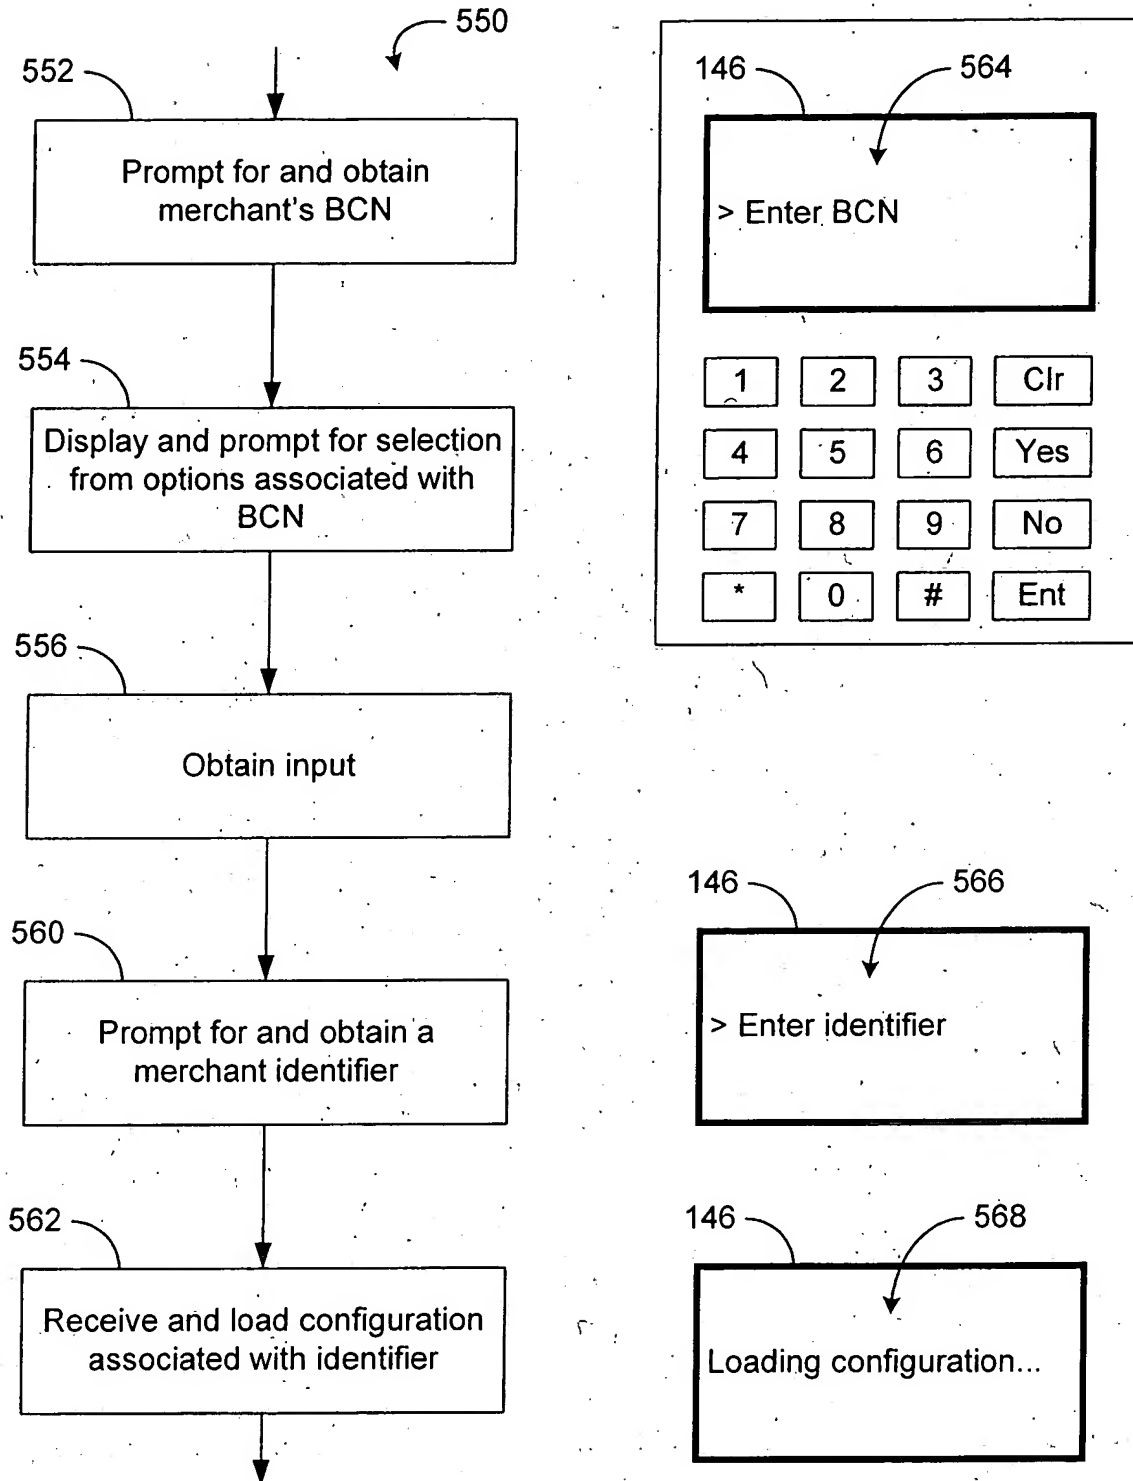 550
552
Prompt for and obtain
merchant's BCN
554
Display and prompt for selection
from options associated with
BCN
556
Obtain input
560
Prompt for and obtain a
merchant identifier
562
Receive and load configuration
associated with identifier
146
564
> Enter BCN
1 2 3 Clr
4 5 6 Yes
7 8 9 No
* 0 # Ent
146
566
> Enter identifier
146
568
Loading configuration...